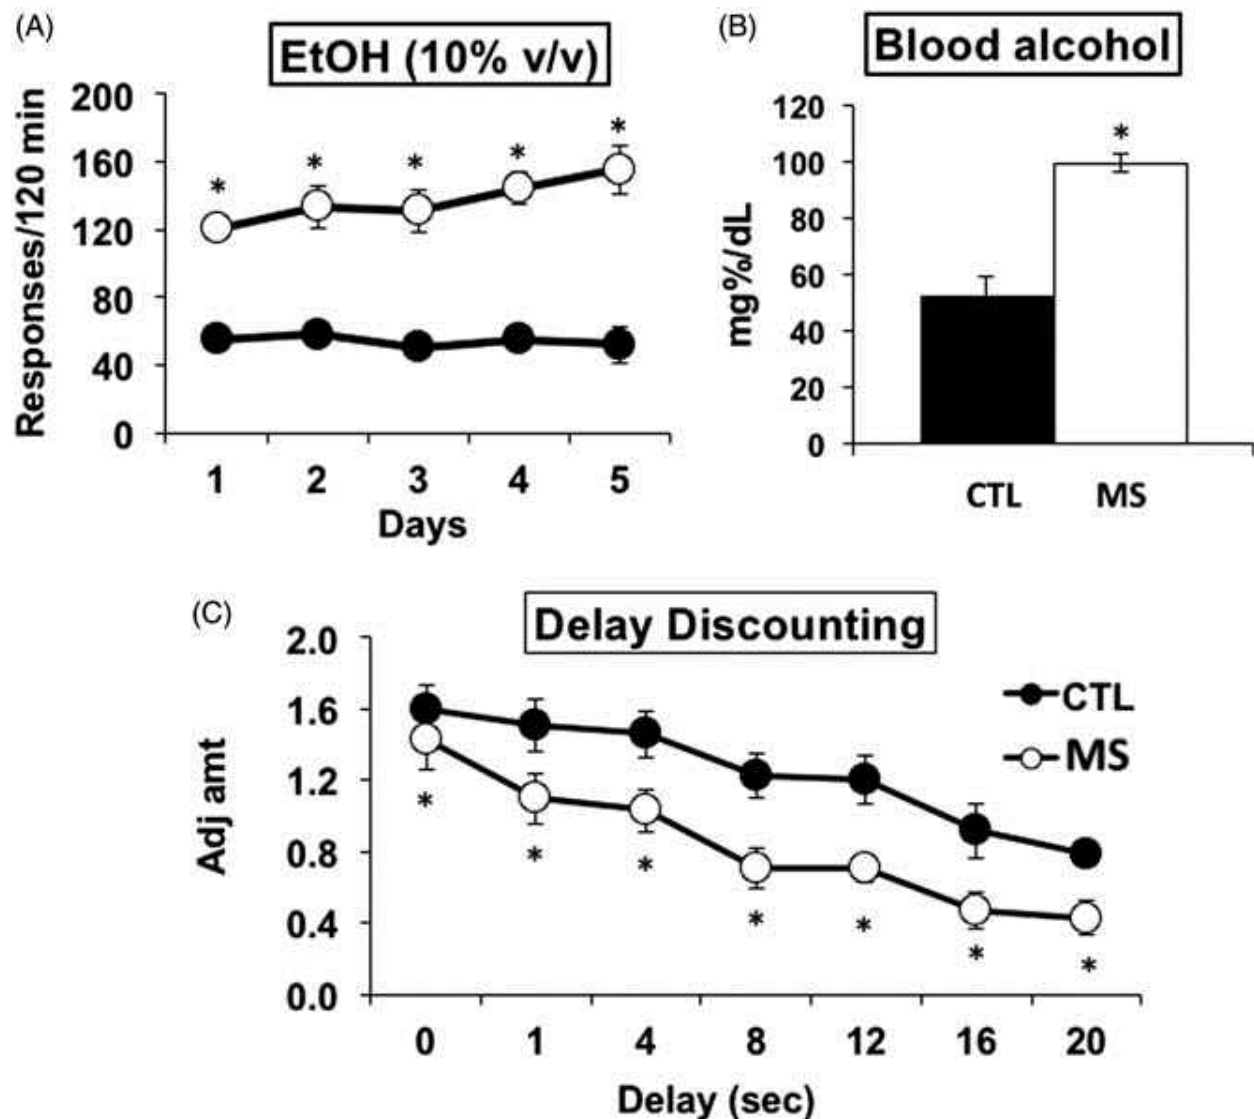 (A)
EtOH (10% v/v)
Responses/120 min
200
160
120
80
40
0
* * * * *
1 2 3 4 5
Days
(B)
Blood alcohol
mg%/dL
120
100
80
60
40
20
0
*
CTL MS
(C)
Delay Discounting
Adj amt
2.0
1.6
1.2
0.8
0.4
0.0
CTL
MS
* * * * * * *
0 1 4 8 12 16 20
Delay (sec)